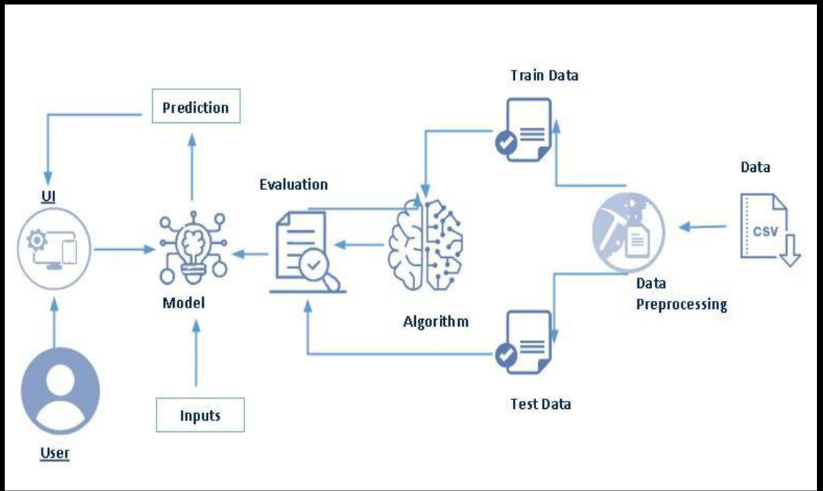 Train Data
Prediction
Data
Evaluation
UI
CSV
Model
Data
Preprocessing
Algorithm
Inputs
Test Data
User